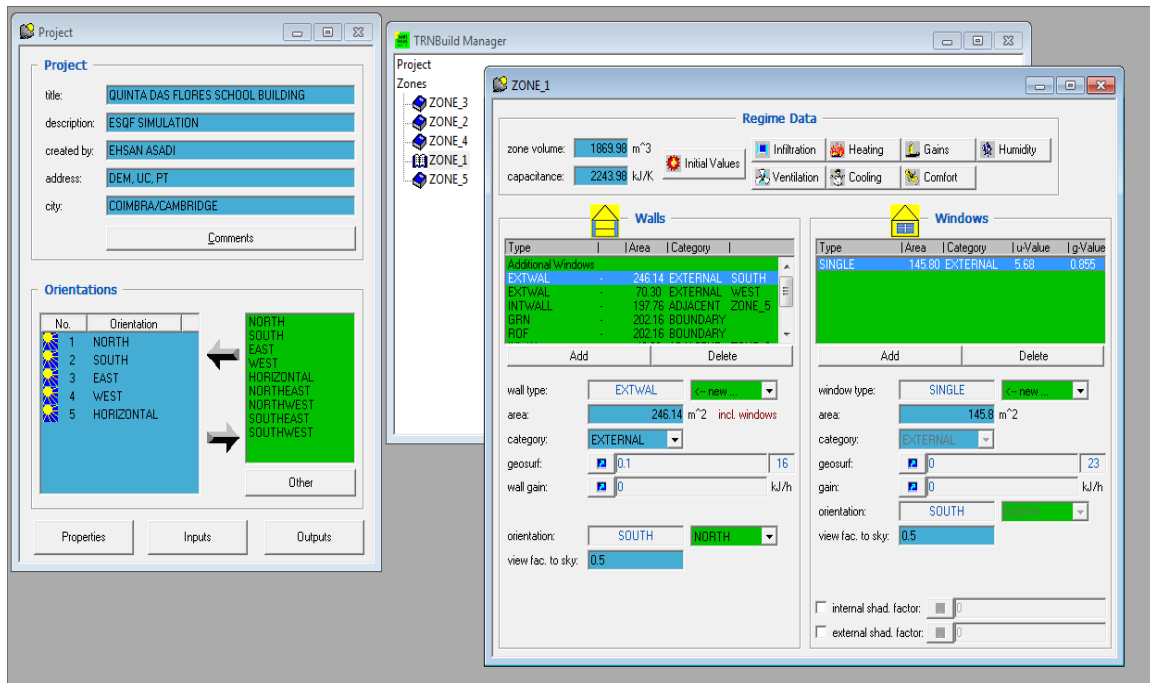 Project
Project
title: QUINTA DAS FLORES SCHOOL BUILDING
description: ESQF SIMULATION
created by: EHSAN ASADI
address: DEM, UC, PT
city: COIMBRA/CAMBRIDGE
Comments
Orientations
No. Orientation
1 NORTH
2 SOUTH
3 EAST
4 WEST
5 HORIZONTAL
NORTH
SOUTH
EAST
WEST
HORIZONTAL
NORTHEAST
NORTHWEST
SOUTHEAST
SOUTHWEST
Other
Properties Inputs Outputs
TRNBuild Manager
Project
Zones
ZONE_3
ZONE_2
ZONE_4
ZONE_1
ZONE_5
ZONE_1
Regime Data
zone volume: 1869.98 m^3
capacitance: 2243.98 kJ/K
Initial Values
Infiltration Heating Gains Humidity
Ventilation Cooling Comfort
Walls
Type | | Area | Category |
Additional Windows
EXTWAL - 246.14 EXTERNAL SOUTH
EXTWAL - 70.30 EXTERNAL WEST
INTWALL - 197.76 ADJACENT ZONE_5
GRN - 202.16 BOUNDARY
ROF - 202.16 BOUNDARY
Add Delete
wall type: EXTWAL <-- new ...
area: 246.14 m^2 incl. windows
category: EXTERNAL
geosurf: 0.1 16
wall gain: 0 kJ/h
orientation: SOUTH NORTH
view fac. to sky: 0.5
Windows
Type | Area | Category | u-Value | g-Value
SINGLE 145.80 EXTERNAL 5.68 0.855
Add Delete
window type: SINGLE <-- new ...
area: 145.8 m^2
category: EXTERNAL
geosurf: 0 23
gain: 0 kJ/h
orientation: SOUTH
view fac. to sky: 0.5
internal shad. factor: 0
external shad. factor: 0